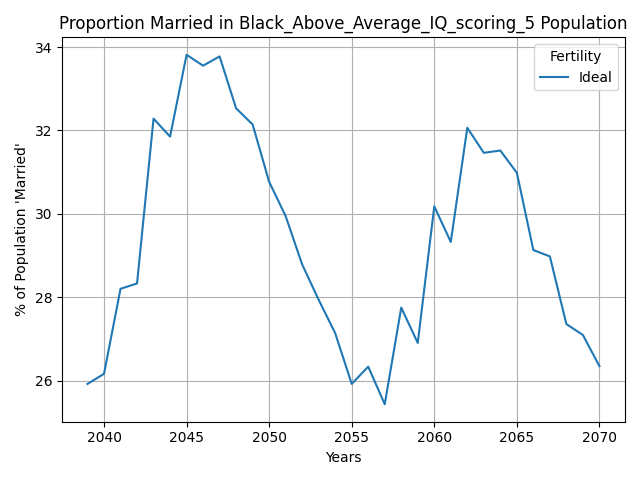 Proportion Married in Black_Above_Average_IQ_scoring_5 Population
Fertility
Ideal
% of Population 'Married'
34
32
30
28
26
2040
2045
2050
2055
2060
2065
2070
Years